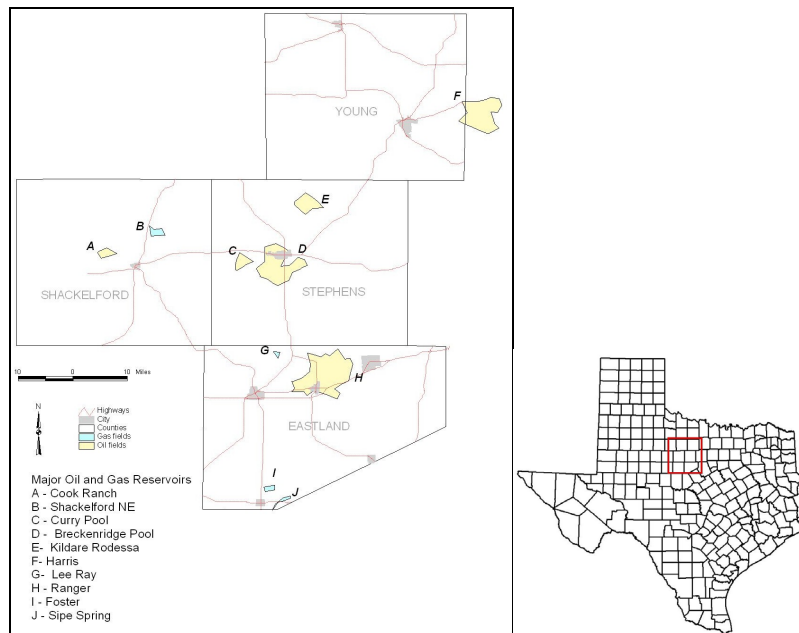 F
YOUNG
E
B
A
C
D
SHACKELFORD
STEPHENS
G
H
10 0 10 Miles
N
Highways
City
Counties
Gas fields
Oil fields
EASTLAND
I
J
Major Oil and Gas Reservoirs
A - Cook Ranch
B - Shackelford NE
C - Curry Pool
D - Breckenridge Pool
E- Kildare Rodessa
F- Harris
G- Lee Ray
H - Ranger
I - Foster
J - Sipe Spring